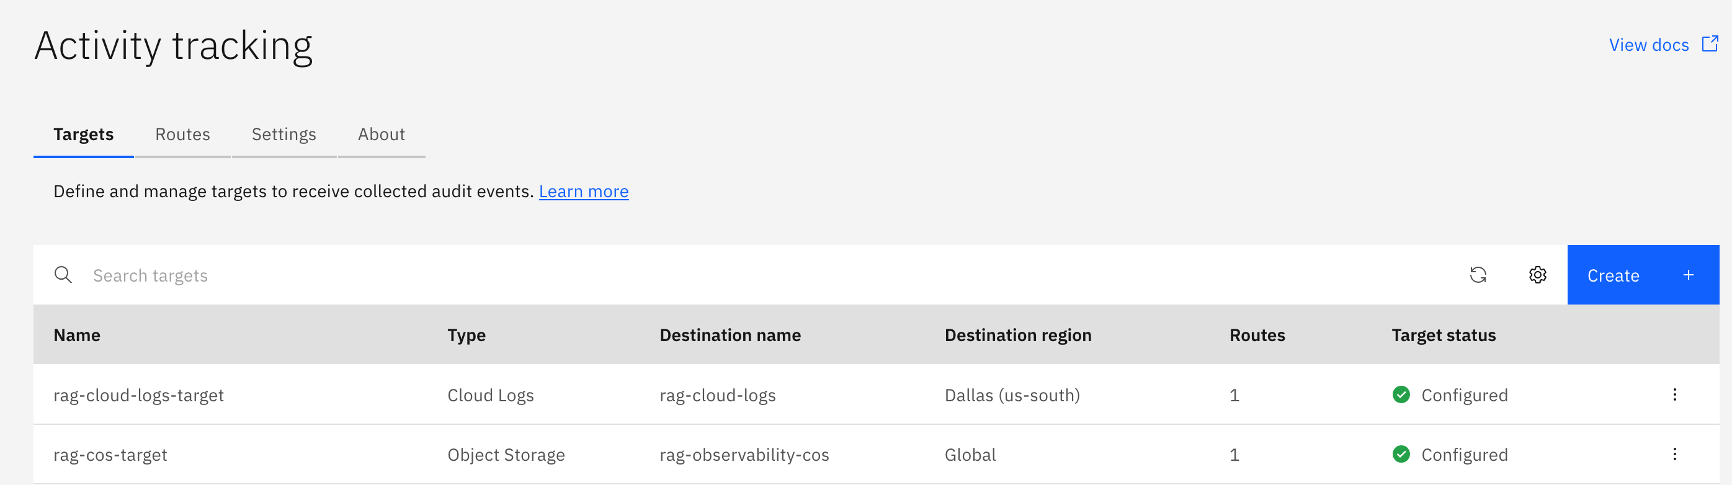 Activity tracking
View docs
Targets Routes Settings About
Define and manage targets to receive collected audit events. Learn more
Search targets
Create +
Name Type Destination name Destination region Routes Target status
rag-cloud-logs-target Cloud Logs rag-cloud-logs Dallas (us-south) 1 Configured
rag-cos-target Object Storage rag-observability-cos Global 1 Configured